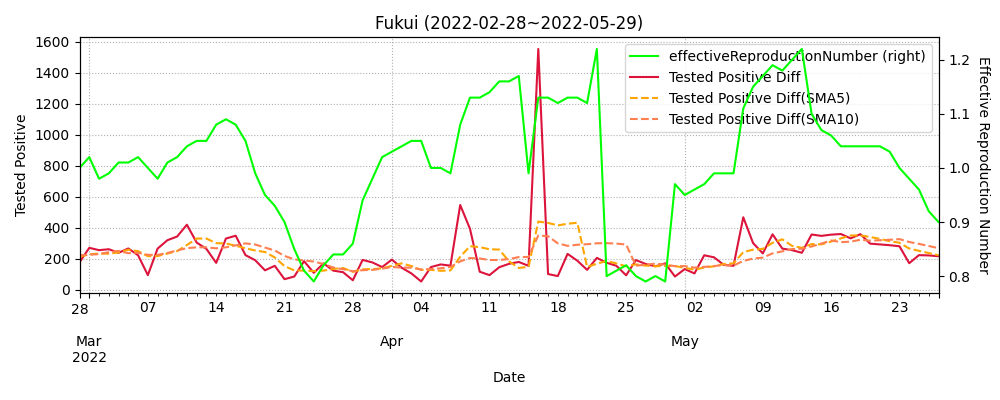 Fukui (2022-02-28~2022-05-29)
effectiveReproductionNumber (right)
Tested Positive Diff
Tested Positive Diff(SMA5)
Tested Positive Diff(SMA10)
Tested Positive
1600
1400
1200
1000
800
600
400
200
0
1.2
1.1
1.0
0.9
0.8
Effective Reproduction Number
28 07 14 21 28 04 11 18 25 02 09 16 23
Mar Apr May
2022
Date